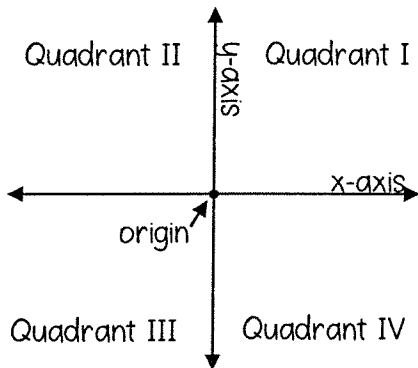 Quadrant II
Quadrant I
y-axis
x-axis
origin
Quadrant III
Quadrant IV